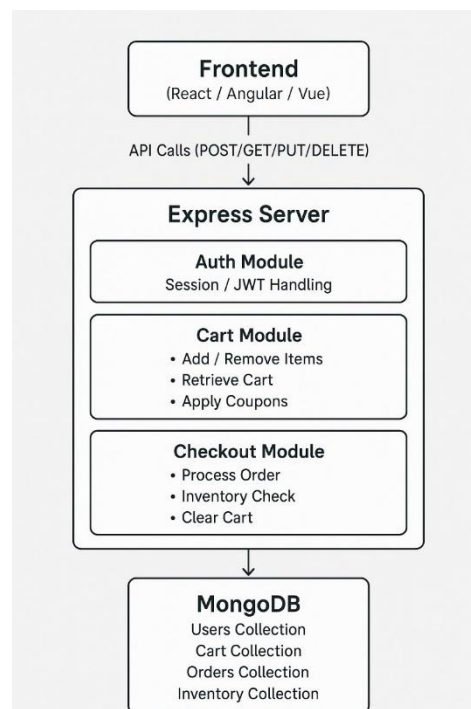 Frontend
(React / Angular / Vue)
API Calls (POST/GET/PUT/DELETE)
Express Server
Auth Module
Session / JWT Handling
Cart Module
• Add / Remove Items
• Retrieve Cart
• Apply Coupons
Checkout Module
• Process Order
• Inventory Check
• Clear Cart
MongoDB
Users Collection
Cart Collection
Orders Collection
Inventory Collection